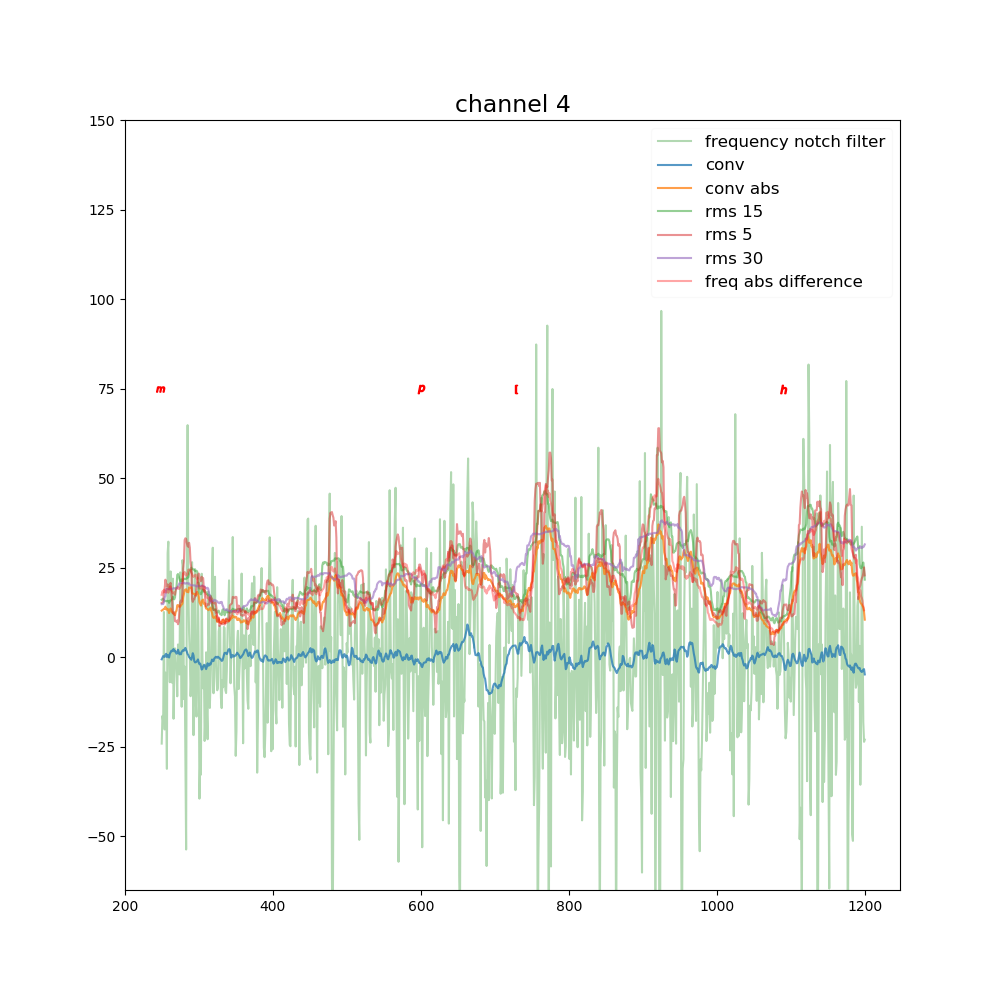 channel 4
150
125
100
75
50
25
0
−25
−50
frequency notch filter
conv
conv abs
rms 15
rms 5
rms 30
freq abs difference
m p h
200 400 600 800 1000 1200